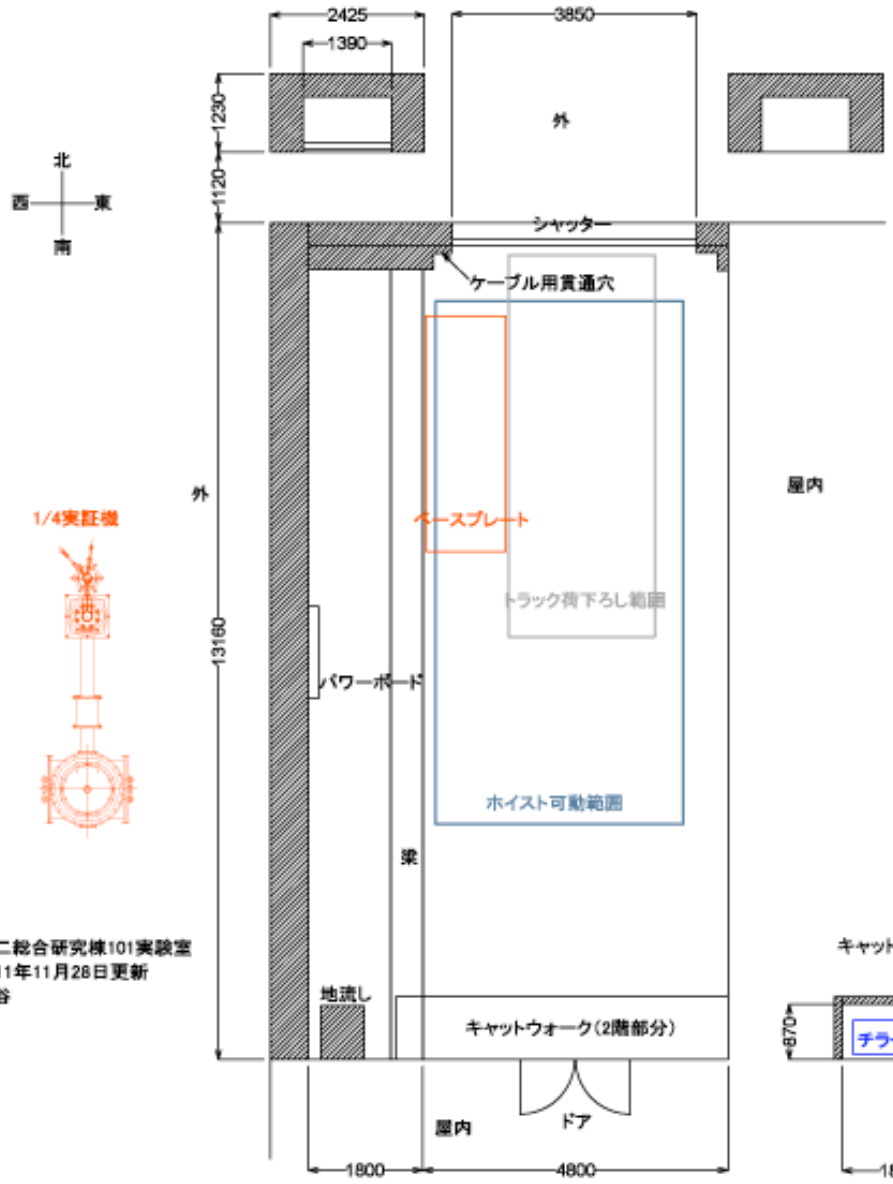 2425
3850
1390
1230
外
1120
北
西 東
南
シャッター
ケーブル用貫通穴
外
屋内
1/4実証機
ベースプレート
トラック荷下ろし範囲
13160
パワーボード
ホイスト可動範囲
梁
二総合研究棟101実験室
11年11月28日更新
谷
キャット
地流し
キャットウォーク(2階部分)
870
チラー
屋内
ドア
1800
4800
18